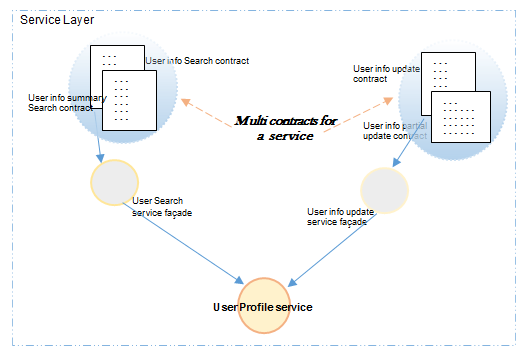 Service Layer
User info Search contract
User info summary
Search contract
User info update
contract
Multi contracts for
a service
User info partial
update contract
User Search
service façade
User info update
service façade
User Profile service